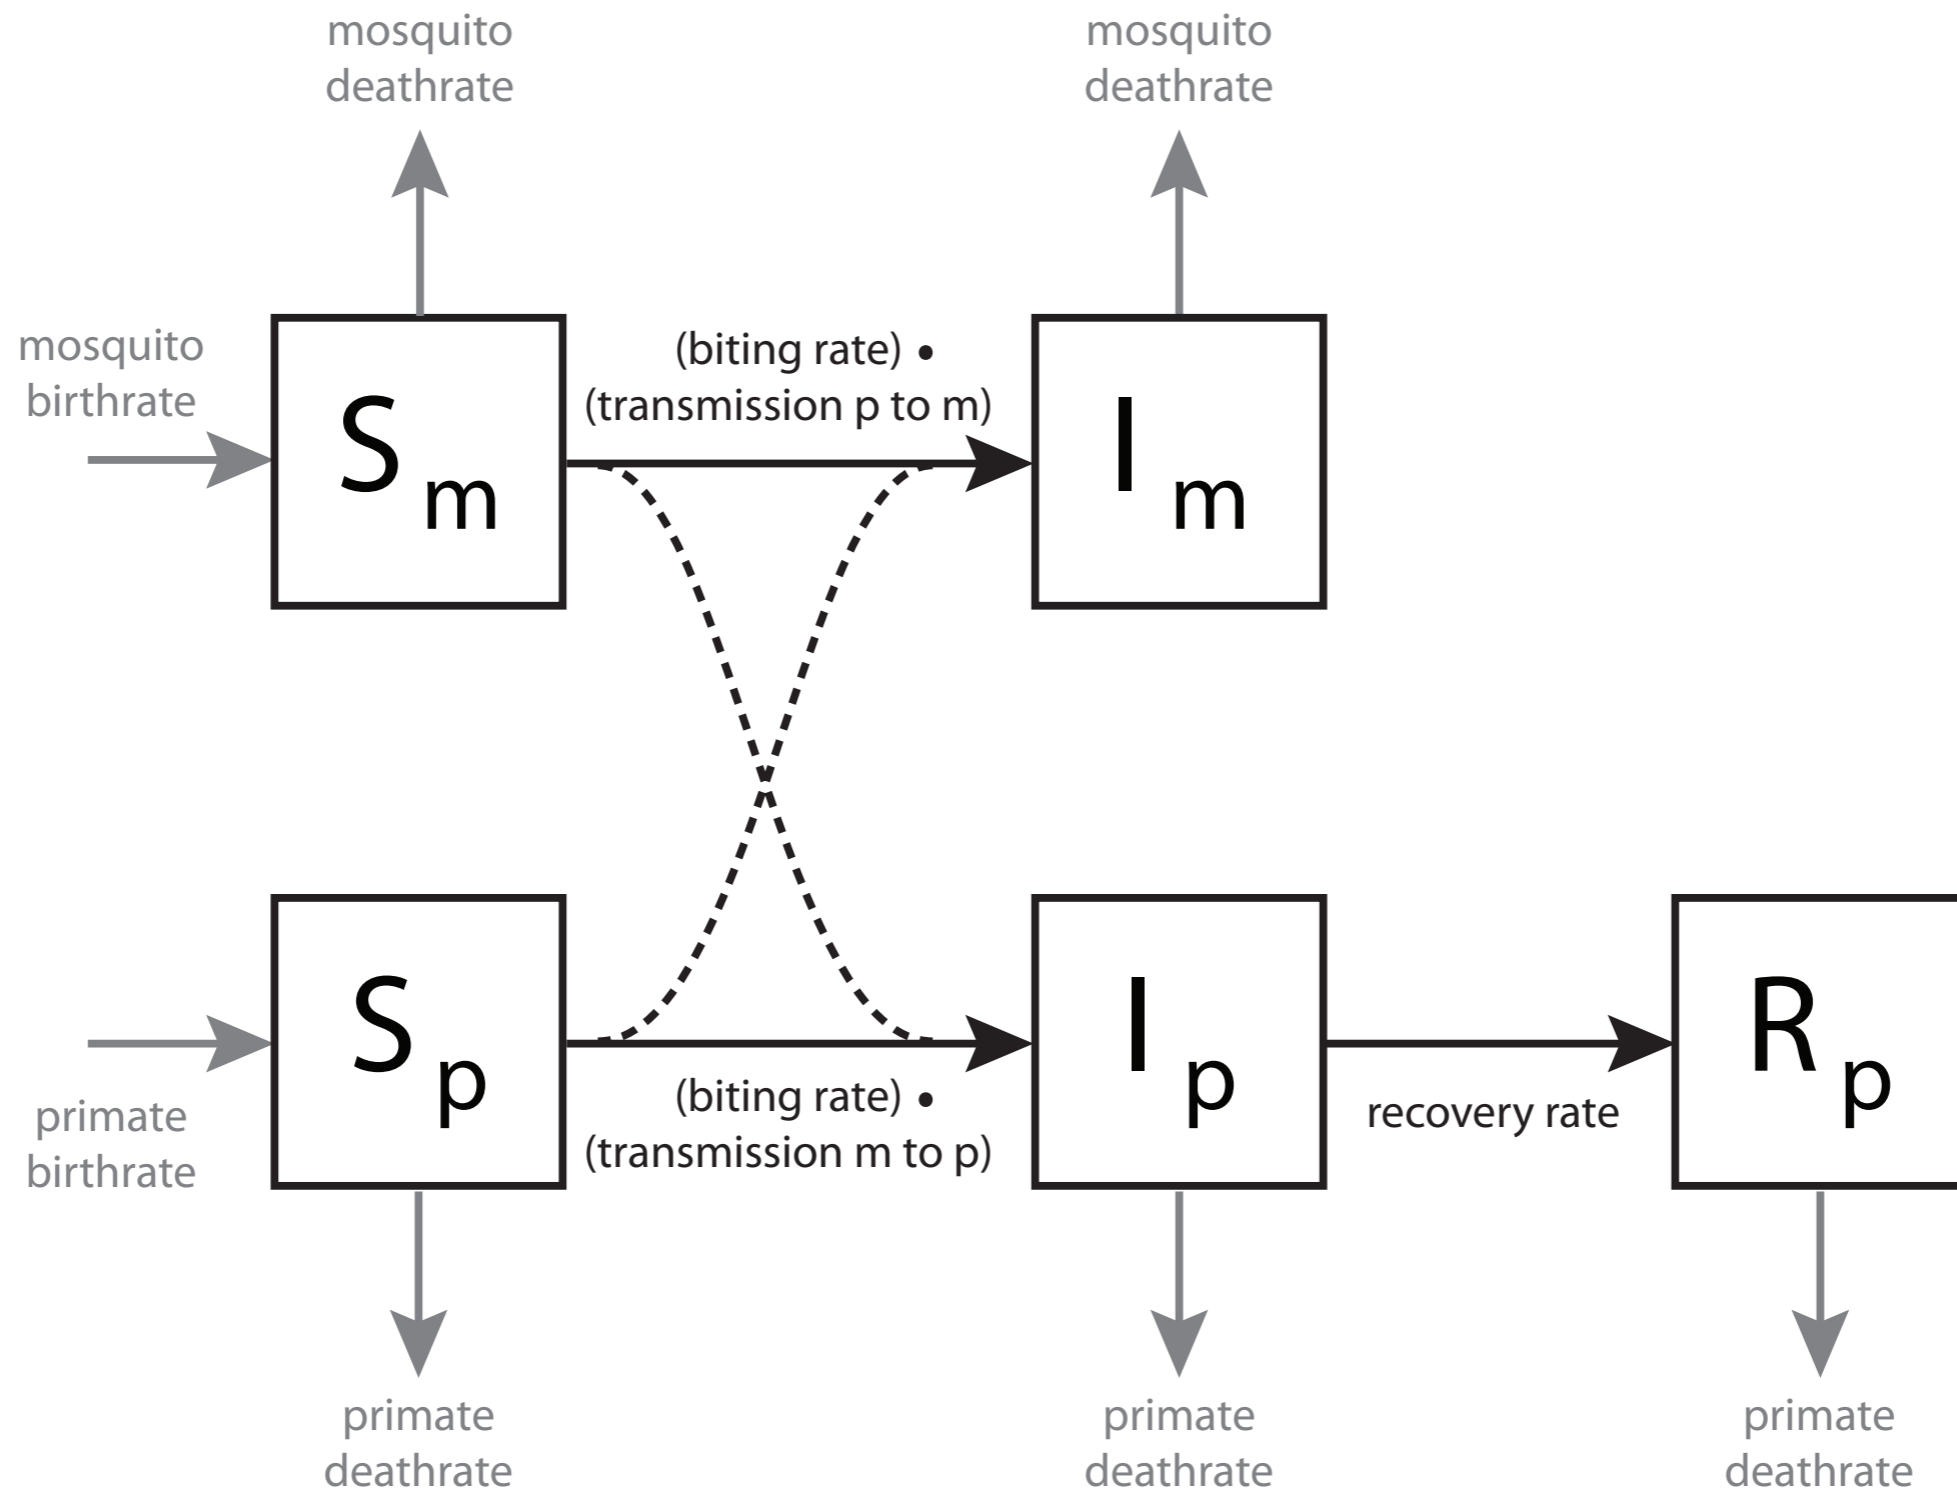 mosquito
deathrate
mosquito
deathrate
mosquito
birthrate
(biting rate) •
(transmission p to m)
S m
I m
S p
I p
R p
primate
birthrate
(biting rate) •
(transmission m to p)
recovery rate
primate
deathrate
primate
deathrate
primate
deathrate